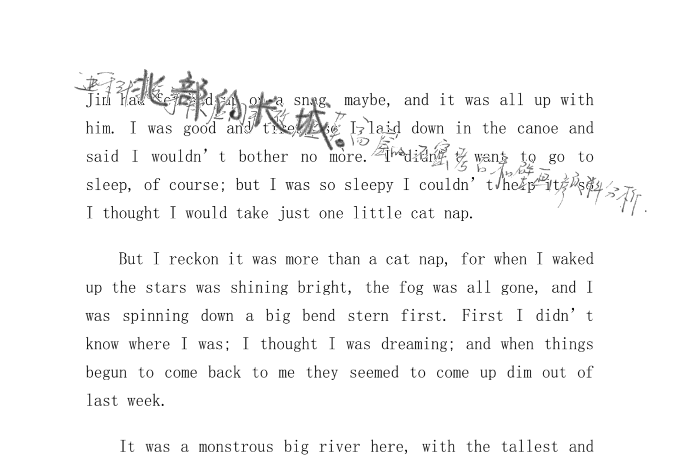 北部的长城。
Jim had      of a snag, maybe, and it was all up with
him. I was good and      I laid down in the canoe and
said I wouldn't bother no more. I didn't want to go to
sleep, of course; but I was so sleepy I couldn't help it; so
I thought I would take just one little cat nap.
But I reckon it was more than a cat nap, for when I waked
up the stars was shining bright, the fog was all gone, and I
was spinning down a big bend stern first. First I didn't
know where I was; I thought I was dreaming; and when things
begun to come back to me they seemed to come up dim out of
last week.
It was a monstrous big river here, with the tallest and